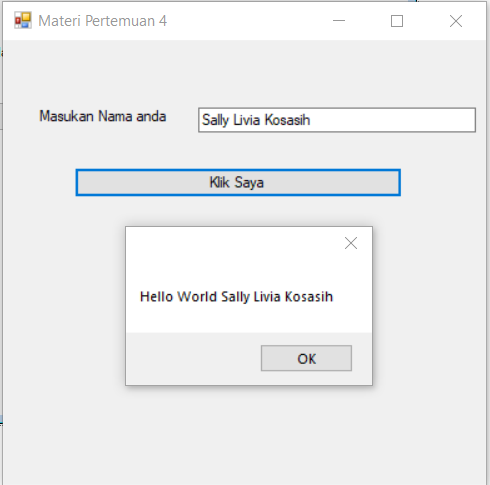 Materi Pertemuan 4
Masukan Nama anda
Sally Livia Kosasih
Klik Saya
Hello World Sally Livia Kosasih
OK